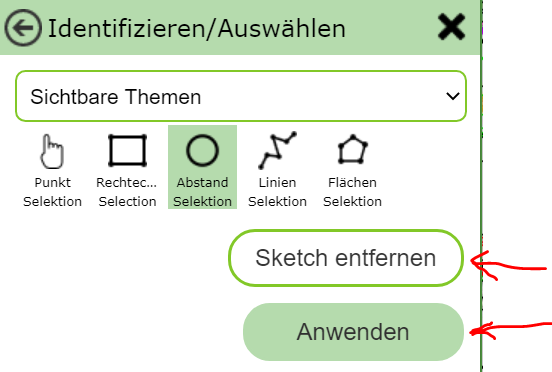 Identifizieren/Auswählen
Sichtbare Themen
Punkt Selektion
Rechtec... Selection
Abstand Selektion
Linien Selektion
Flächen Selektion
Sketch entfernen
Anwenden